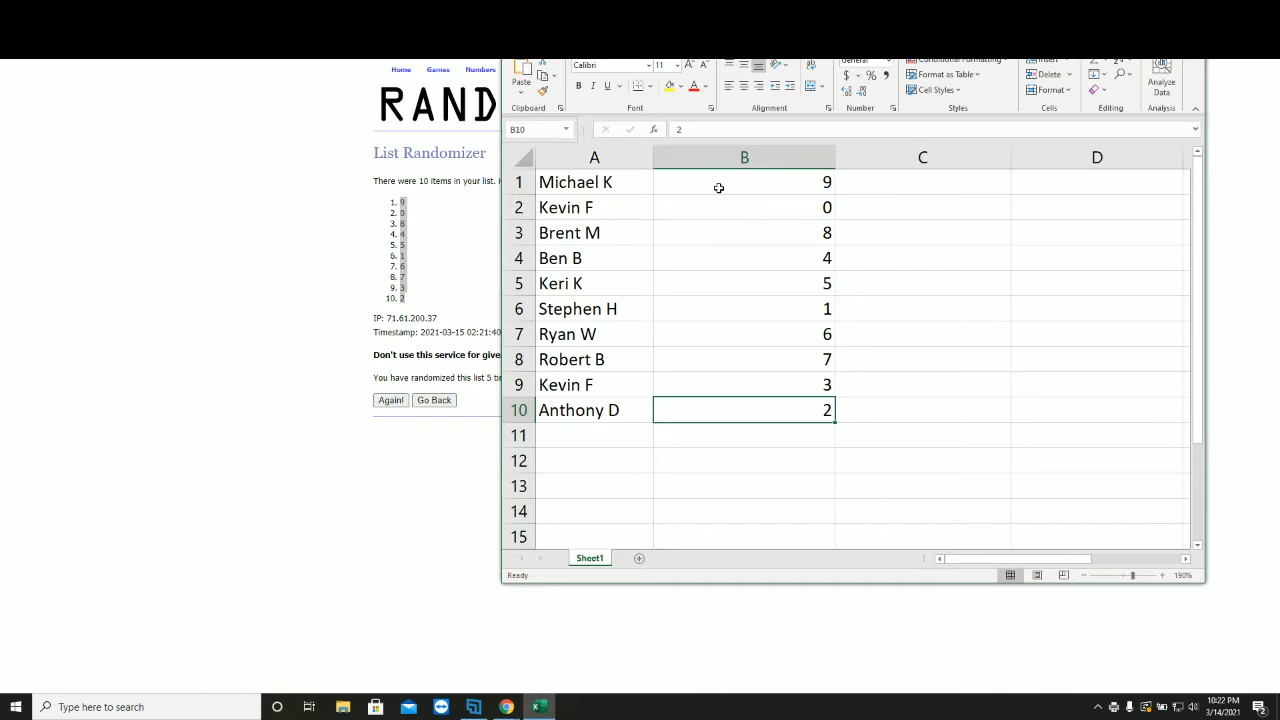 Home Games Numbers
RAND
List Randomizer
There were 10 items in your list.
1. 9
2. 0
3. 8
4. 4
5. 5
6. 1
7. 6
8. 7
9. 3
10. 2
IP: 71.61.200.37
Timestamp: 2021-03-15 02:21:40
Don't use this service for give
You have randomized this list 5 ti
Again! Go Back
Calibri 11 A A General Conditional Formatting Insert
Paste B I U A $ % , Format as Table Delete Analyze
Cell Styles Format Data
Clipboard Font Alignment Number Styles Cells Editing Analysis
B10 fx 2
A B C D
1 Michael K 9
2 Kevin F 0
3 Brent M 8
4 Ben B 4
5 Keri K 5
6 Stephen H 1
7 Ryan W 6
8 Robert B 7
9 Kevin F 3
10 Anthony D 2
11
12
13
14
15
Sheet1
Ready 190%
Type here to search
10:22 PM
3/14/2021
2